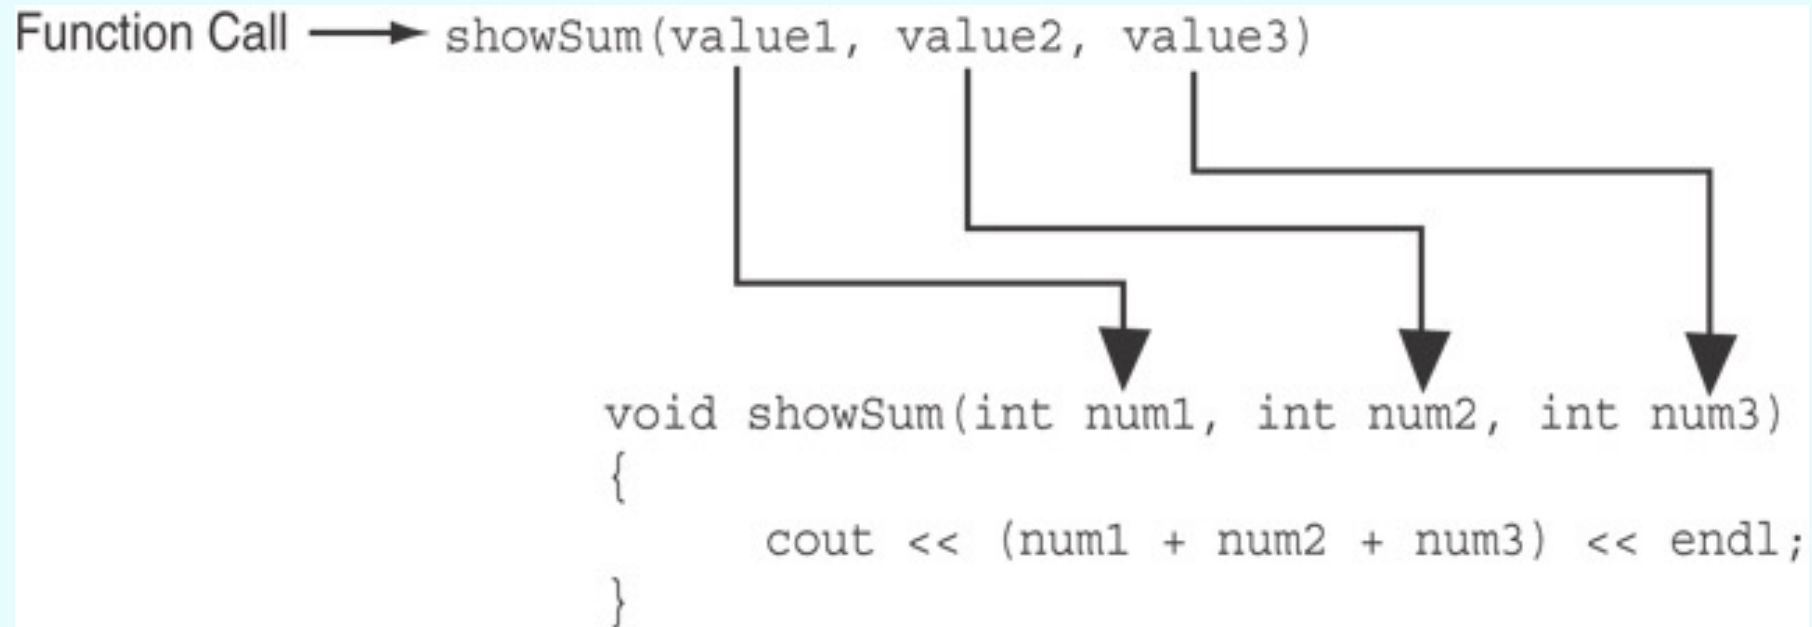 Function Call showSum(value1, value2, value3)
void showSum(int num1, int num2, int num3)
{
cout << (num1 + num2 + num3) << endl;
}